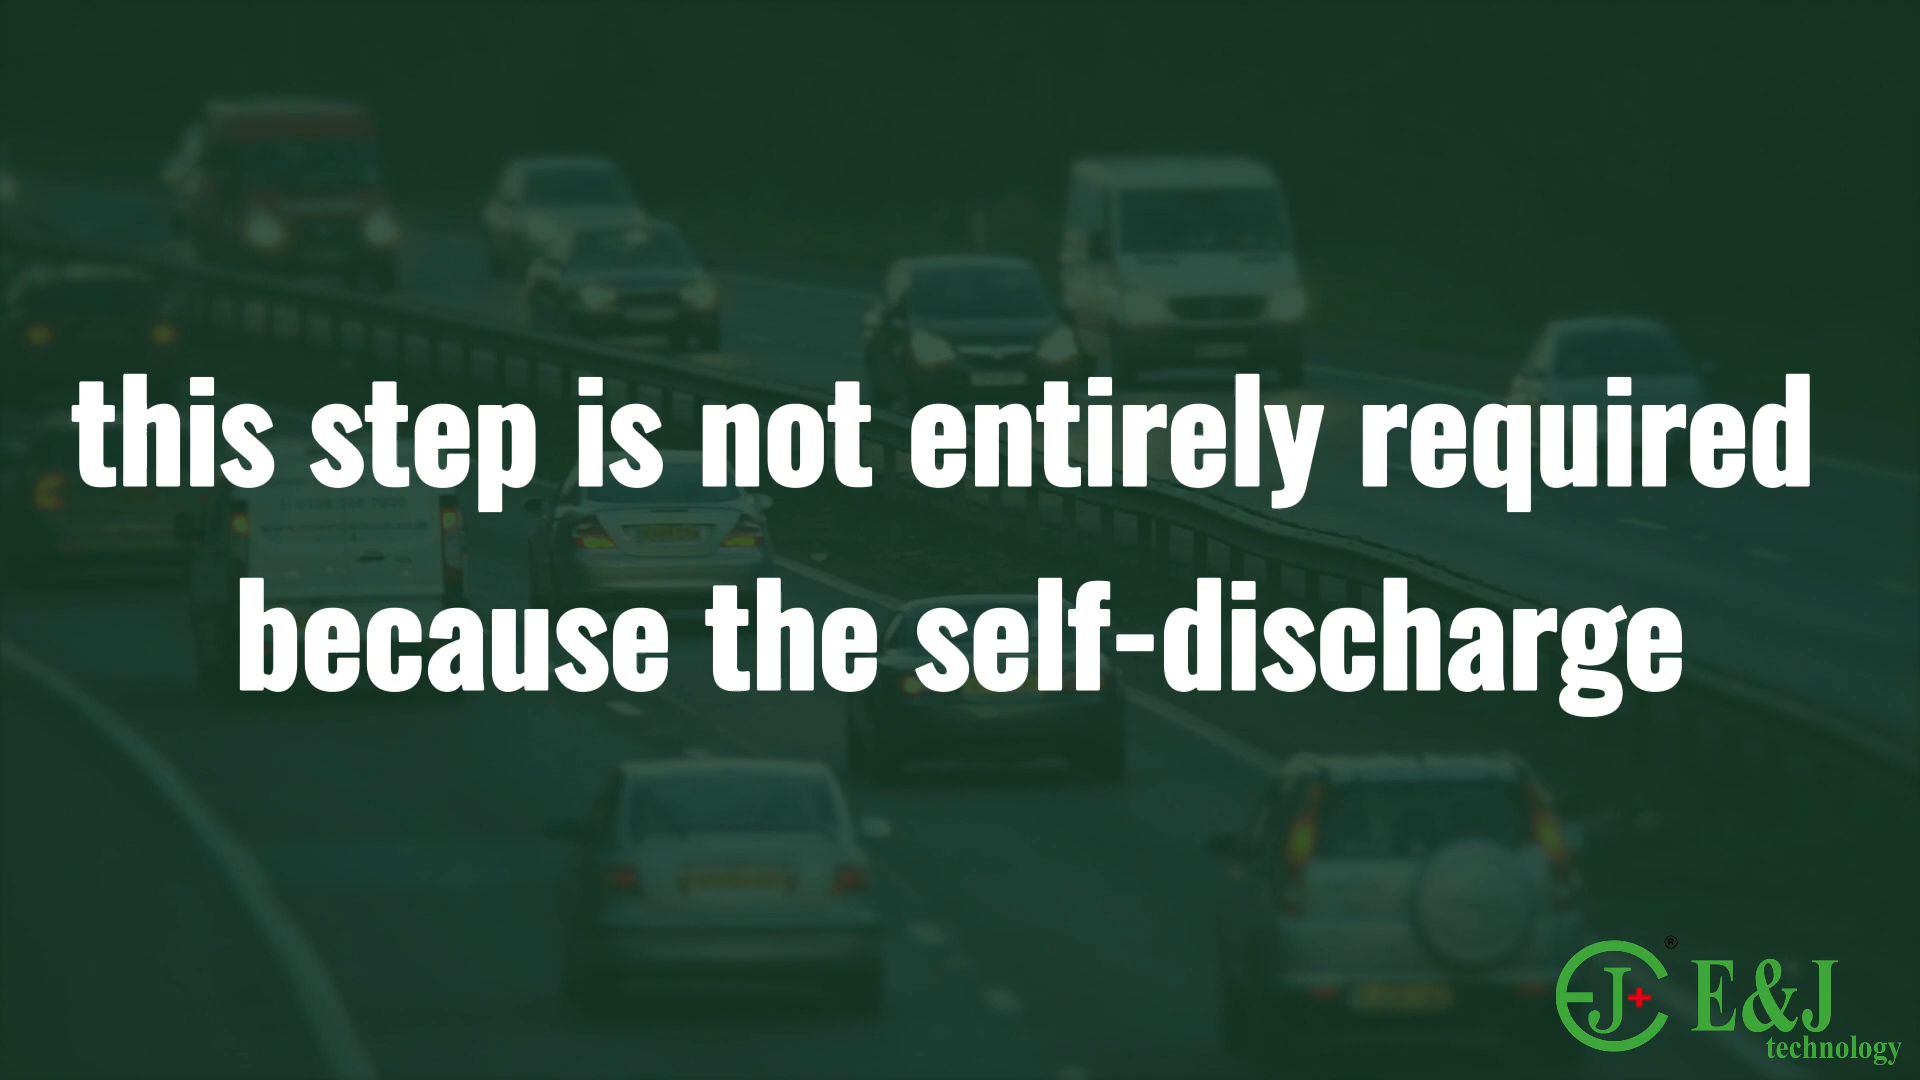 this step is not entirely required
because the self-discharge
®
E&J
technology